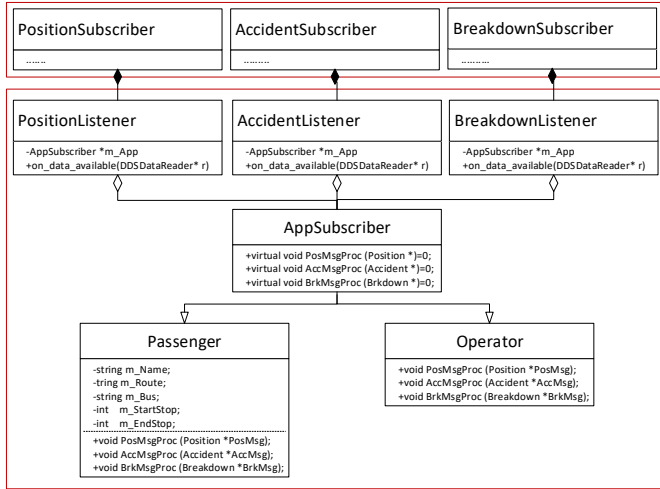 PositionSubscriber
.......
AccidentSubscriber
.........
BreakdownSubscriber
..........
PositionListener
-AppSubscriber *m_App
+on_data_available(DDSDataReader* r)
AccidentListener
-AppSubscriber *m_App
+on_data_available(DDSDataReader* r)
BreakdownListener
-AppSubscriber *m_App
+on_data_available(DDSDataReader* r)
AppSubscriber
+virtual void PosMsgProc (Position *)=0;
+virtual void AccMsgProc (Accident *)=0;
+virtual void BrkMsgProc (Brkdown *)=0;
Passenger
-string m_Name;
-tring m_Route;
-string m_Bus;
-int m_StartStop;
-int m_EndStop;
+void PosMsgProc (Position *PosMsg);
+void AccMsgProc (Accident *AccMsg);
+void BrkMsgProc (Breakdown *BrkMsg);
Operator
+void PosMsgProc (Position *PosMsg);
+void AccMsgProc (Accident *AccMsg);
+void BrkMsgProc (Breakdown *BrkMsg);